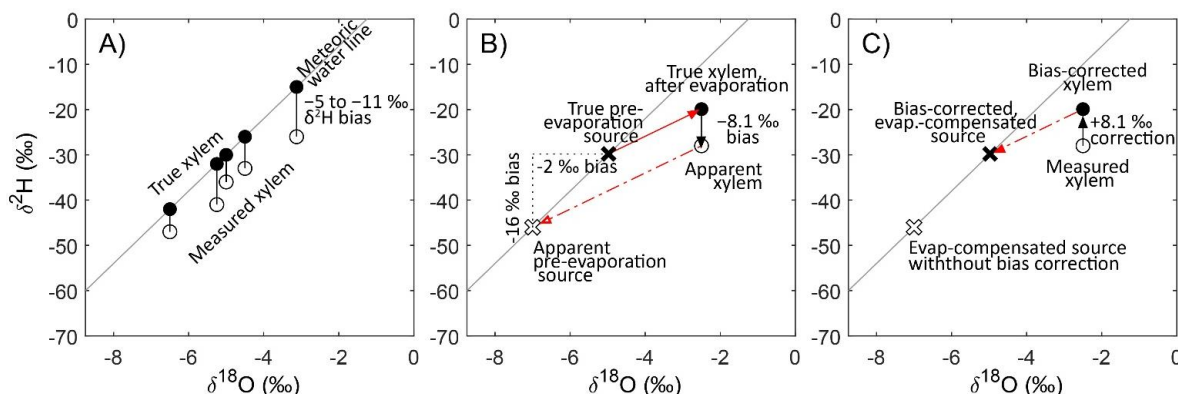 A)
Meteoric
water line
−5 to −11 ‰
δ²H bias
True xylem
Measured xylem
δ²H (‰)
0
-10
-20
-30
-40
-50
-60
-70
-8
-6
-4
-2
0
δ¹⁸O (‰)
B)
True xylem,
after evaporation
True pre-
evaporation
source
−8.1 ‰
bias
-2 ‰ bias
-16 ‰ bias
Apparent
xylem
Apparent
pre-evaporation
source
0
-10
-20
-30
-40
-50
-60
-70
-8
-6
-4
-2
0
δ¹⁸O (‰)
C)
Bias-corrected
xylem
Bias-corrected,
evap.-compensated
source
+8.1 ‰
correction
Measured
xylem
Evap-compensated source
withthout bias correction
0
-10
-20
-30
-40
-50
-60
-70
-8
-6
-4
-2
0
δ¹⁸O (‰)